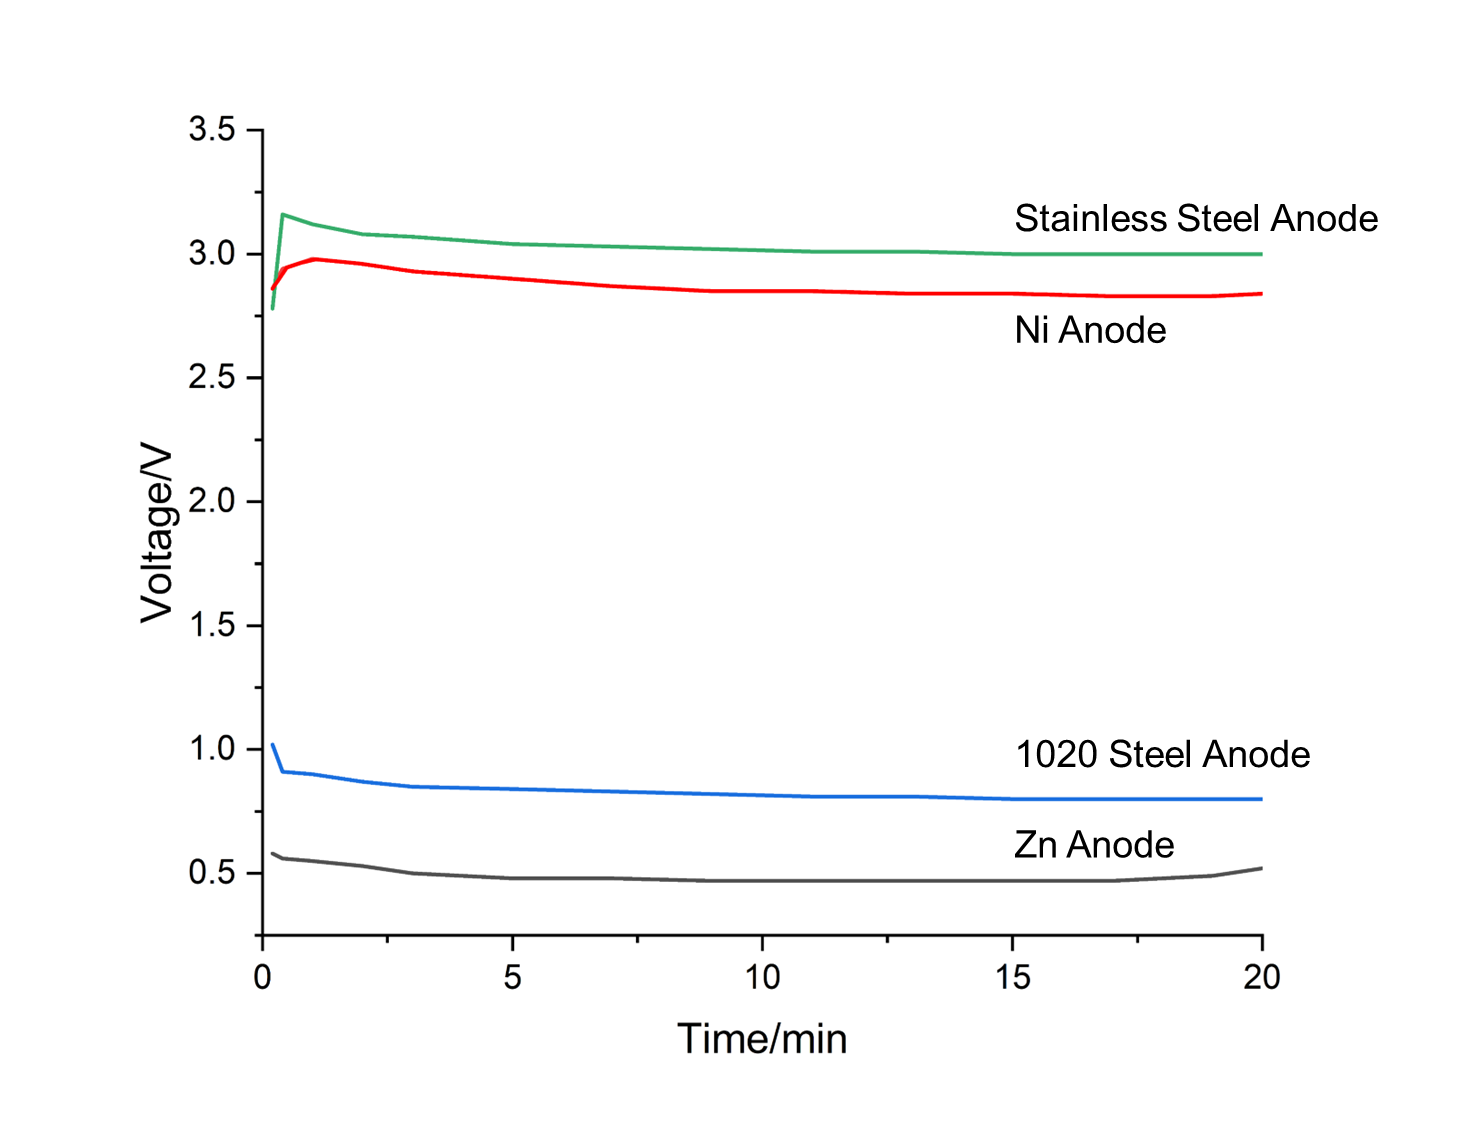 3.5
Stainless Steel Anode
3.0
Ni Anode
2.5
Voltage/V
2.0
1.5
1.0
1020 Steel Anode
Zn Anode
0.5
0 5 10 15 20
Time/min